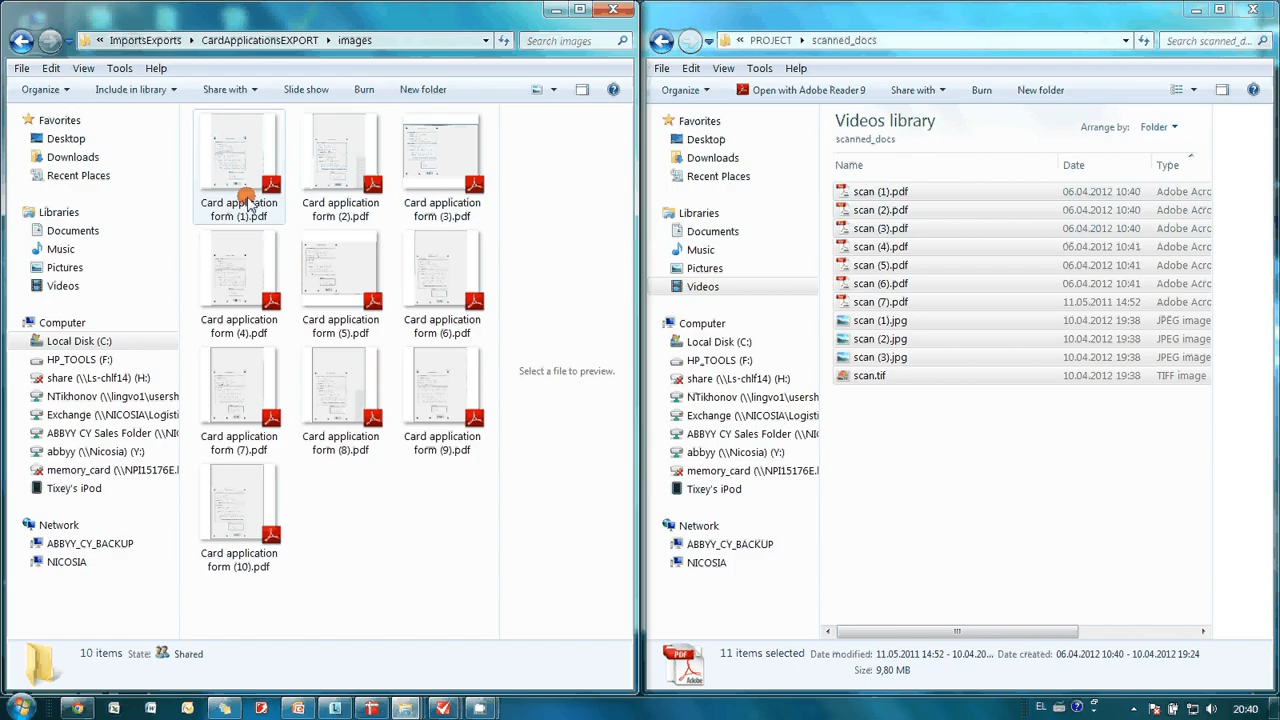 ImportsExports CardApplicationsEXPORT images
Search images
File Edit View Tools Help
Organize Include in library Share with Slide show Burn New folder
Favorites
Desktop
Downloads
Recent Places
Libraries
Documents
Music
Pictures
Videos
Computer
Local Disk (C:)
HP_TOOLS (F:)
share (\\Ls-chlf14) (H:)
NTikhonov (\\lingvo1\usersh
Exchange (\\NICOSIA\Logisti
ABBYY CY Sales Folder (\\NIC
abbyy (\\Nicosia) (Y:)
memory_card (\\NPI15176E.l
Tixey's iPod
Network
ABBYY_CY_BACKUP
NICOSIA
Card application
form (1).pdf
Card application
form (2).pdf
Card application
form (3).pdf
Card application
form (4).pdf
Card application
form (5).pdf
Card application
form (6).pdf
Card application
form (7).pdf
Card application
form (8).pdf
Card application
form (9).pdf
Card application
form (10).pdf
Select a file to preview.
10 items State: Shared
PROJECT scanned_docs
Search scanned_d...
File Edit View Tools Help
Organize Open with Adobe Reader 9 Share with Burn New folder
Favorites
Desktop
Downloads
Recent Places
Libraries
Documents
Music
Pictures
Videos
Computer
Local Disk (C:)
HP_TOOLS (F:)
share (\\Ls-chlf14) (H:)
NTikhonov (\\lingvo1\usersh
Exchange (\\NICOSIA\Logisti
ABBYY CY Sales Folder (\\NIC
abbyy (\\Nicosia) (Y:)
memory_card (\\NPI15176E.l
Tixey's iPod
Network
ABBYY_CY_BACKUP
NICOSIA
Videos library
scanned_docs
Arrange by: Folder
Name Date Type
scan (1).pdf 06.04.2012 10:40 Adobe Acro
scan (2).pdf 06.04.2012 10:40 Adobe Acro
scan (3).pdf 06.04.2012 10:40 Adobe Acro
scan (4).pdf 06.04.2012 10:41 Adobe Acro
scan (5).pdf 06.04.2012 10:41 Adobe Acro
scan (6).pdf 06.04.2012 10:41 Adobe Acro
scan (7).pdf 11.05.2011 14:52 Adobe Acro
scan (1).jpg 10.04.2012 19:38 JPEG image
scan (2).jpg 10.04.2012 19:38 JPEG image
scan (3).jpg 10.04.2012 19:38 JPEG image
scan.tif 10.04.2012 19:38 TIFF image
11 items selected Date modified: 11.05.2011 14:52 - 10.04.20... Date created: 06.04.2012 10:40 - 10.04.2012 19:24
Size: 9,80 MB
EL 20:40